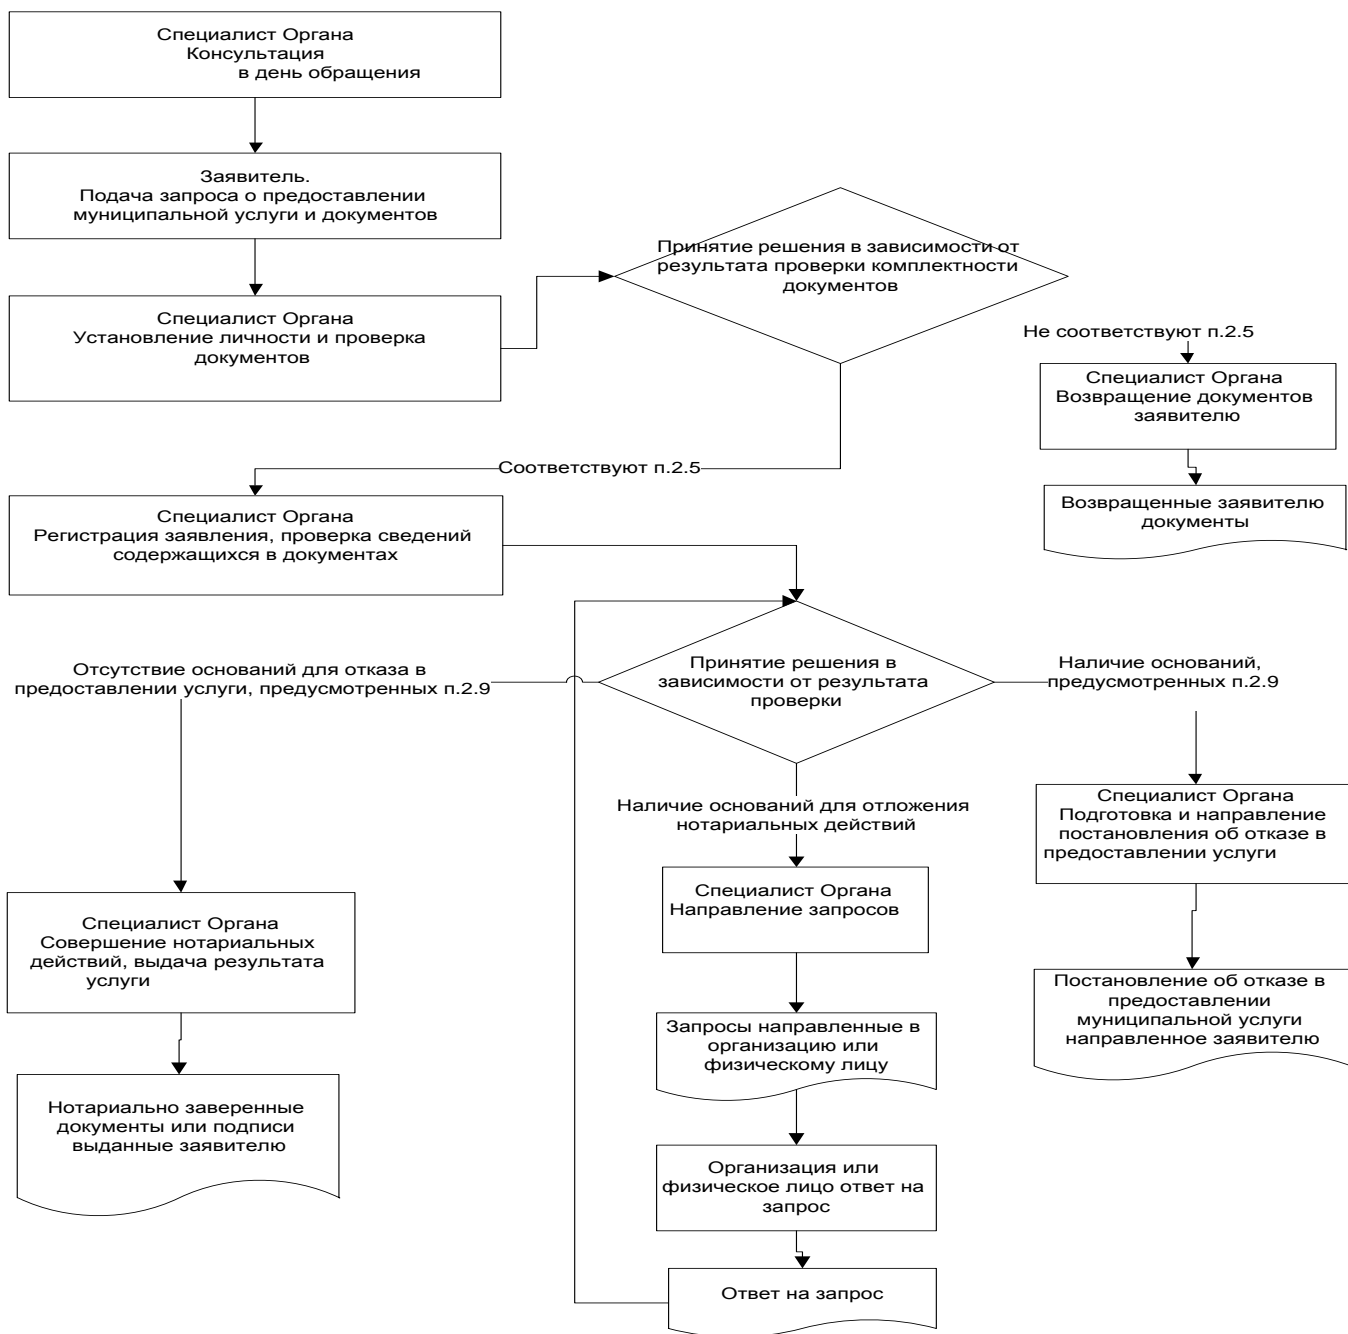 Специалист Органа
Консультация
в день обращения
Заявитель.
Подача запроса о предоставлении
муниципальной услуги и документов
Специалист Органа
Установление личности и проверка
документов
Принятие решения в зависимости от
результата проверки комплектности
документов
Не соответствуют п.2.5
Специалист Органа
Возвращение документов
заявителю
Возвращенные заявителю
документы
Соответствуют п.2.5
Специалист Органа
Регистрация заявления, проверка сведений
содержащихся в документах
Принятие решения в
зависимости от результата
проверки
Отсутствие оснований для отказа в
предоставлении услуги, предусмотренных п.2.9
Наличие оснований,
предусмотренных п.2.9
Наличие оснований для отложения
нотариальных действий
Специалист Органа
Подготовка и направление
постановления об отказе в
предоставлении услуги
Специалист Органа
Направление запросов
Специалист Органа
Совершение нотариальных
действий, выдача результата
услуги
Постановление об отказе в
предоставлении
муниципальной услуги
направленное заявителю
Запросы направленные в
организацию или
физическому лицу
Нотариально заверенные
документы или подписи
выданные заявителю
Организация или
физическое лицо ответ на
запрос
Ответ на запрос